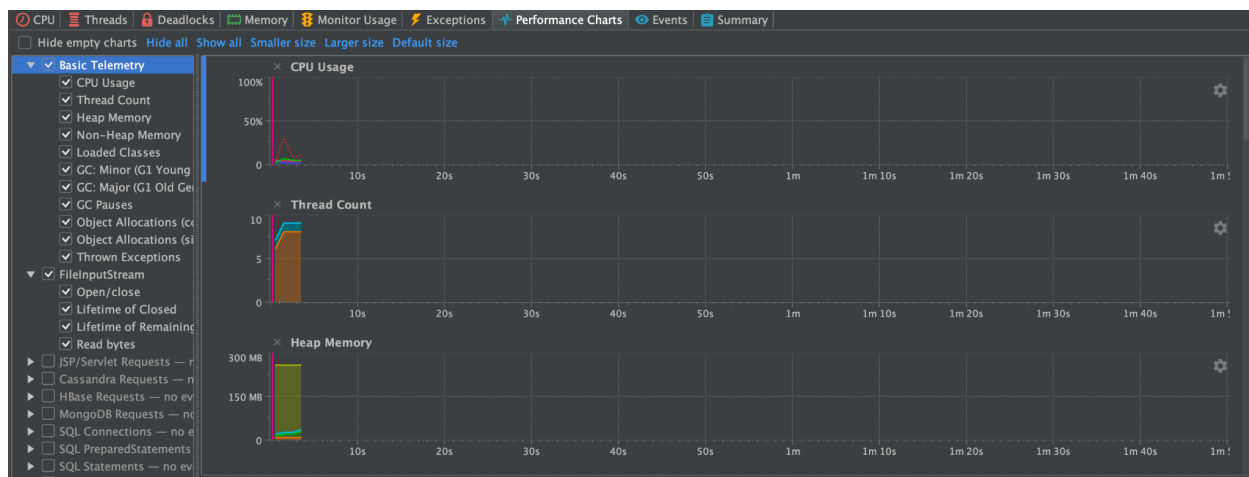 CPU Threads Deadlocks Memory Monitor Usage Exceptions Performance Charts Events Summary
Hide empty charts Hide all Show all Smaller size Larger size Default size
Basic Telemetry
CPU Usage
Thread Count
Heap Memory
Non-Heap Memory
Loaded Classes
GC: Minor (G1 Young
GC: Major (G1 Old Ge
GC Pauses
Object Allocations (c
Object Allocations (si
Thrown Exceptions
FileInputStream
Open/close
Lifetime of Closed
Lifetime of Remaining
Read bytes
JSP/Servlet Requests — r
Cassandra Requests — n
HBase Requests — no ev
MongoDB Requests — no
SQL Connections — no e
SQL PreparedStatements
SQL Statements — no ev
CPU Usage
100%
50%
0
10s 20s 30s 40s 50s 1m 1m 10s 1m 20s 1m 30s 1m 40s 1m
Thread Count
10
5
0
10s 20s 30s 40s 50s 1m 1m 10s 1m 20s 1m 30s 1m 40s 1m
Heap Memory
300 MB
150 MB
0
10s 20s 30s 40s 50s 1m 1m 10s 1m 20s 1m 30s 1m 40s 1m